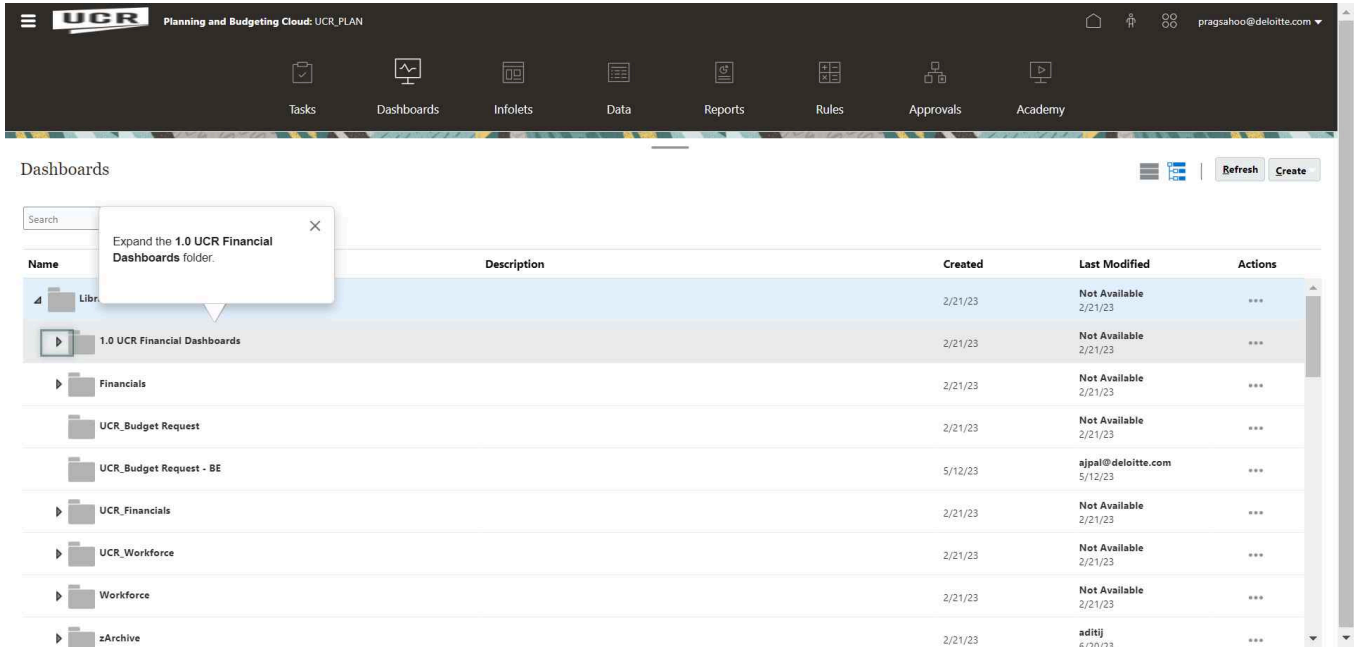 UCR Planning and Budgeting Cloud: UCR_PLAN pragsahoo@deloitte.com
Tasks Dashboards Infolets Data Reports Rules Approvals Academy
Dashboards
Refresh Create
Search
Expand the 1.0 UCR Financial
Dashboards folder.
Name Description Created Last Modified Actions
Libr 2/21/23 Not Available
2/21/23
1.0 UCR Financial Dashboards 2/21/23 Not Available
2/21/23
Financials 2/21/23 Not Available
2/21/23
UCR_Budget Request 2/21/23 Not Available
2/21/23
UCR_Budget Request - BE 5/12/23 ajpal@deloitte.com
5/12/23
UCR_Financials 2/21/23 Not Available
2/21/23
UCR_Workforce 2/21/23 Not Available
2/21/23
Workforce 2/21/23 Not Available
2/21/23
zArchive 2/21/23 aditij
6/20/23